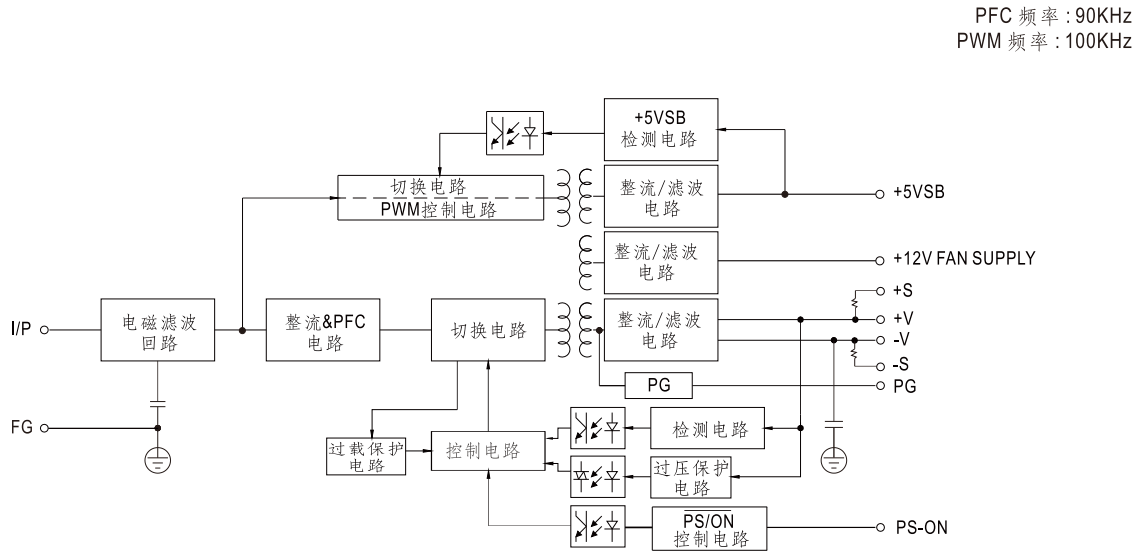 PFC 频率 : 90KHz
PWM 频率 : 100KHz
+5VSB
检测电路
切换电路
PWM控制电路
整流/滤波
电路
+5VSB
整流/滤波
电路
+12V FAN SUPPLY
+S
I/P
电磁滤波
回路
整流&PFC
电路
切换电路
整流/滤波
电路
+V
-V
-S
PG
PG
FG
过载保护
电路
控制电路
检测电路
过压保护
电路
PS/ON
控制电路
PS-ON